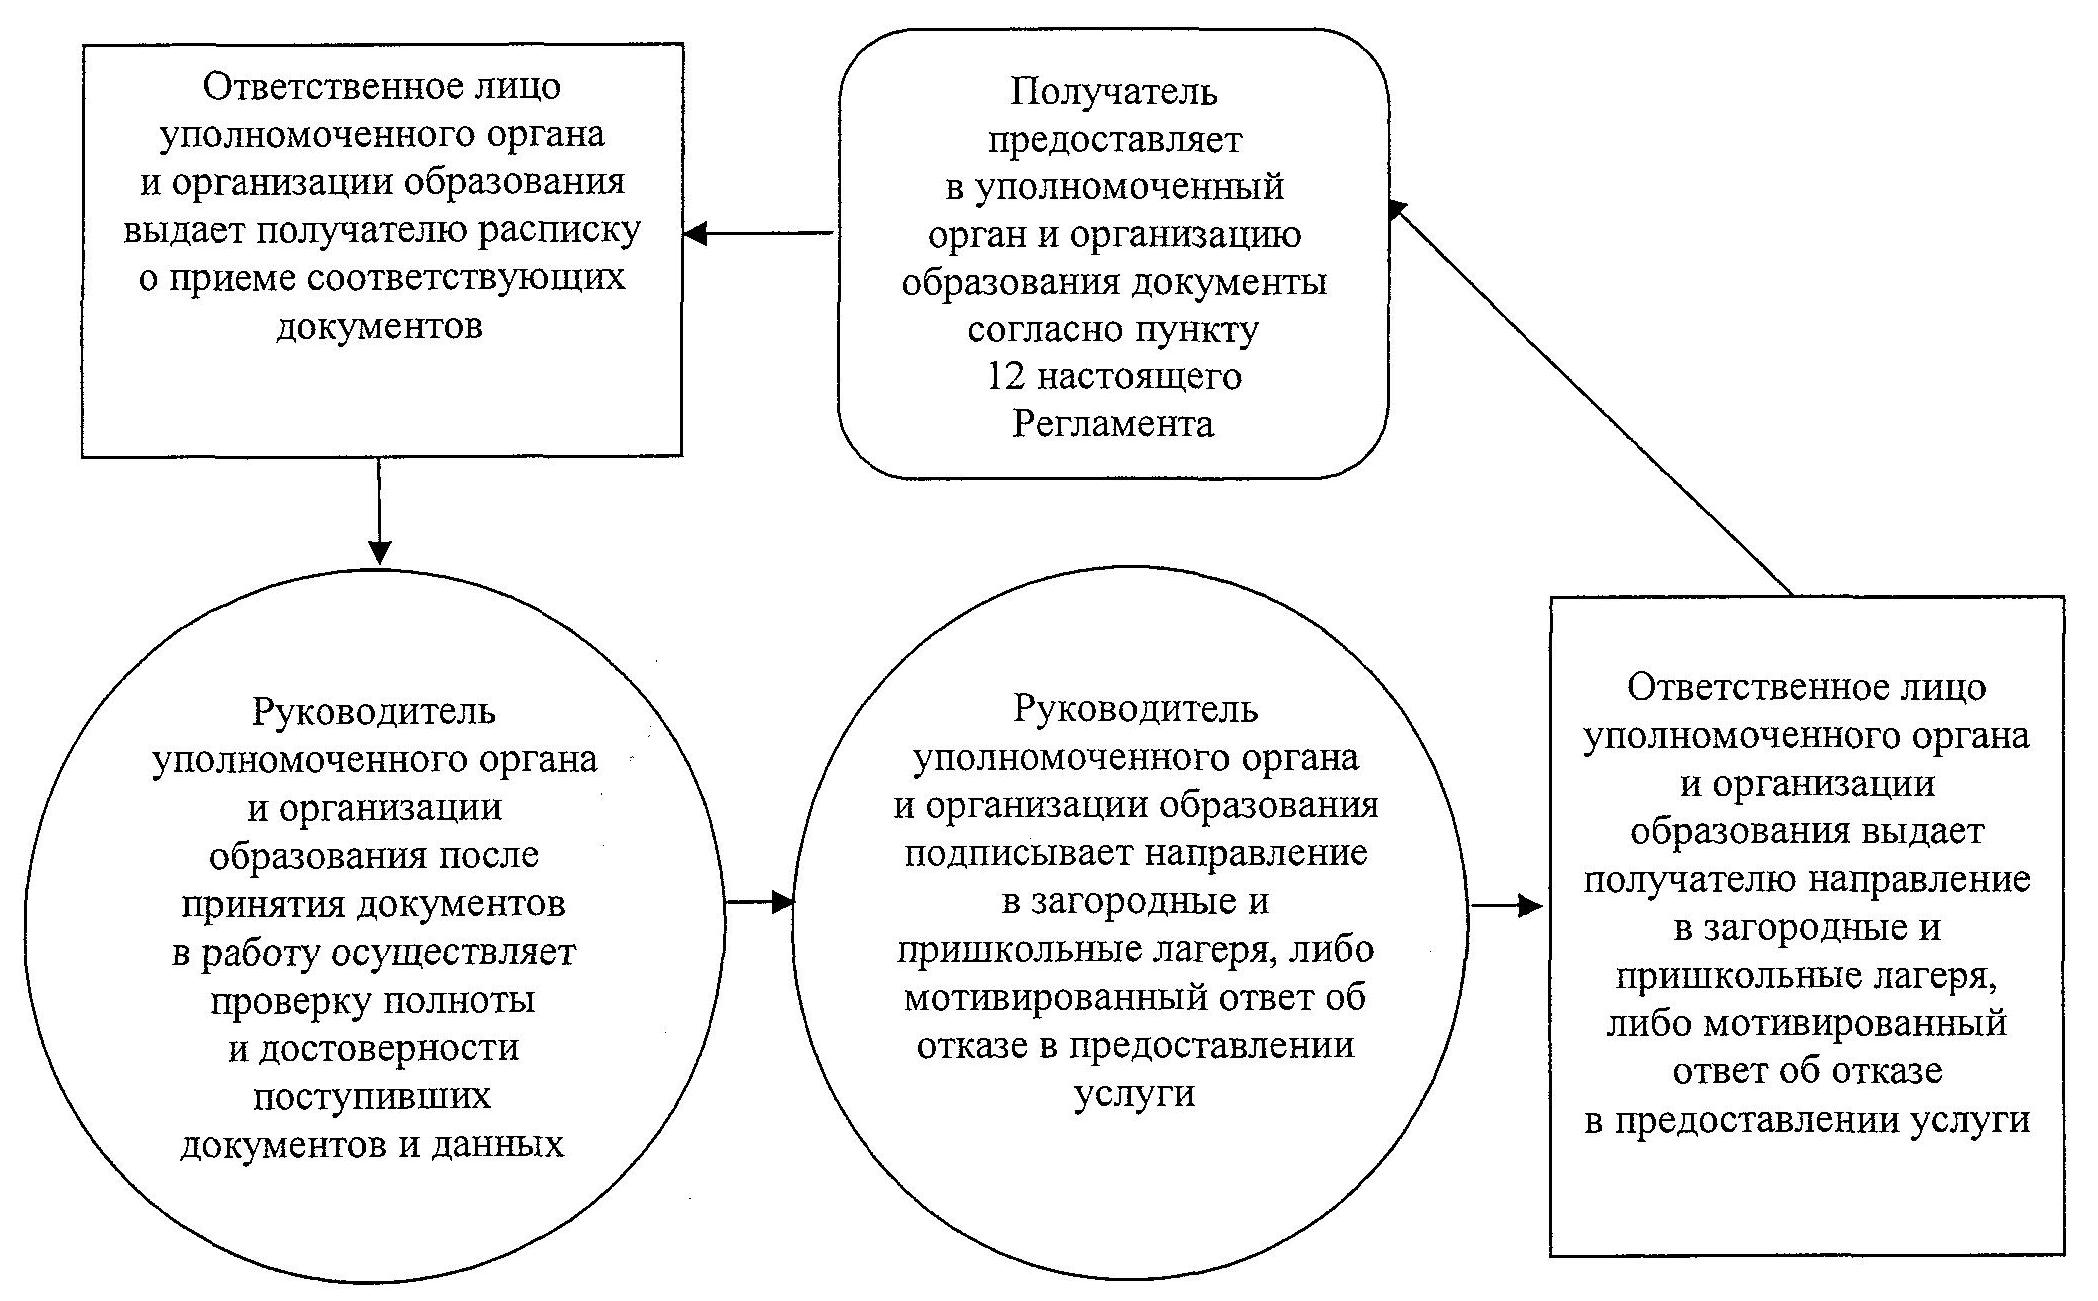 Ответственное лицо
уполномоченного органа
и организации образования
выдает получателю расписку
о приеме соответствующих
документов
Получатель
предоставляет
в уполномоченный
орган и организацию
образования документы
согласно пункту
12 настоящего
Регламента
Руководитель
уполномоченного органа
и организации
образования после
принятия документов
в работу осуществляет
проверку полноты
и достоверности
поступивших
документов и данных
Руководитель
уполномоченного органа
и организации образования
подписывает направление
в загородные и
пришкольные лагеря, либо
мотивированный ответ об
отказе в предоставлении
услуги
Ответственное лицо
уполномоченного органа
и организации
образования выдает
получателю направление
в загородные и
пришкольные лагеря,
либо мотивированный
ответ об отказе
в предоставлении услуги